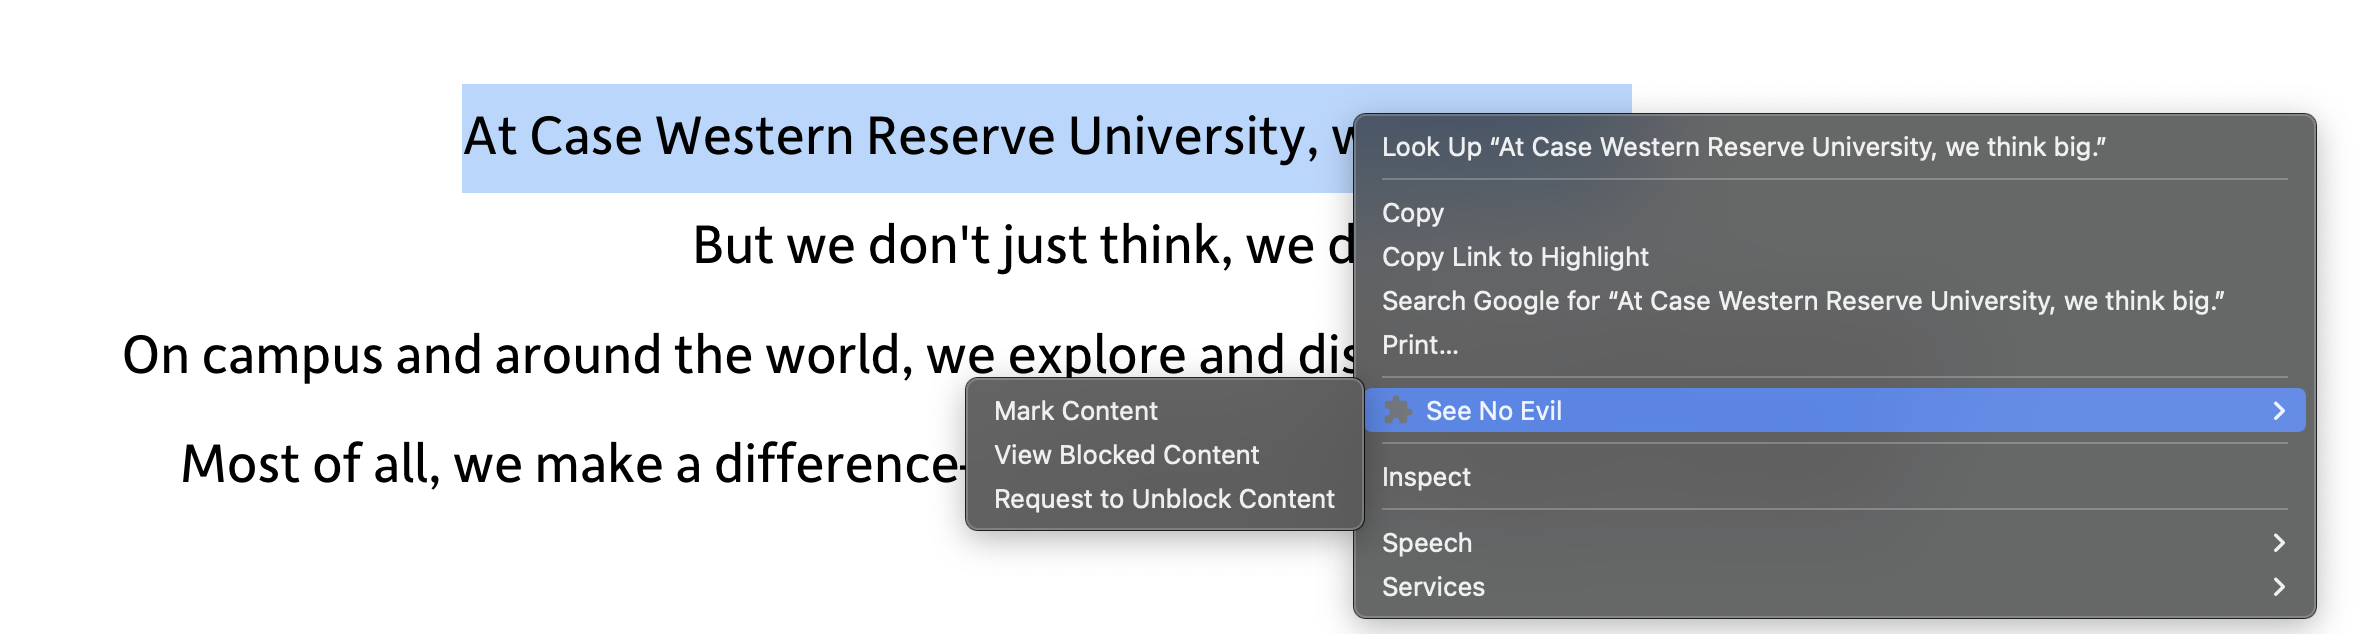 At Case Western Reserve University,
But we don't just think, we
On campus and around the world, we explore and
Most of all, we make a difference
Look Up “At Case Western Reserve University, we think big.”
Copy
Copy Link to Highlight
Search Google for “At Case Western Reserve University, we think big.”
Print...
See No Evil
Mark Content
View Blocked Content
Request to Unblock Content
Inspect
Speech
Services